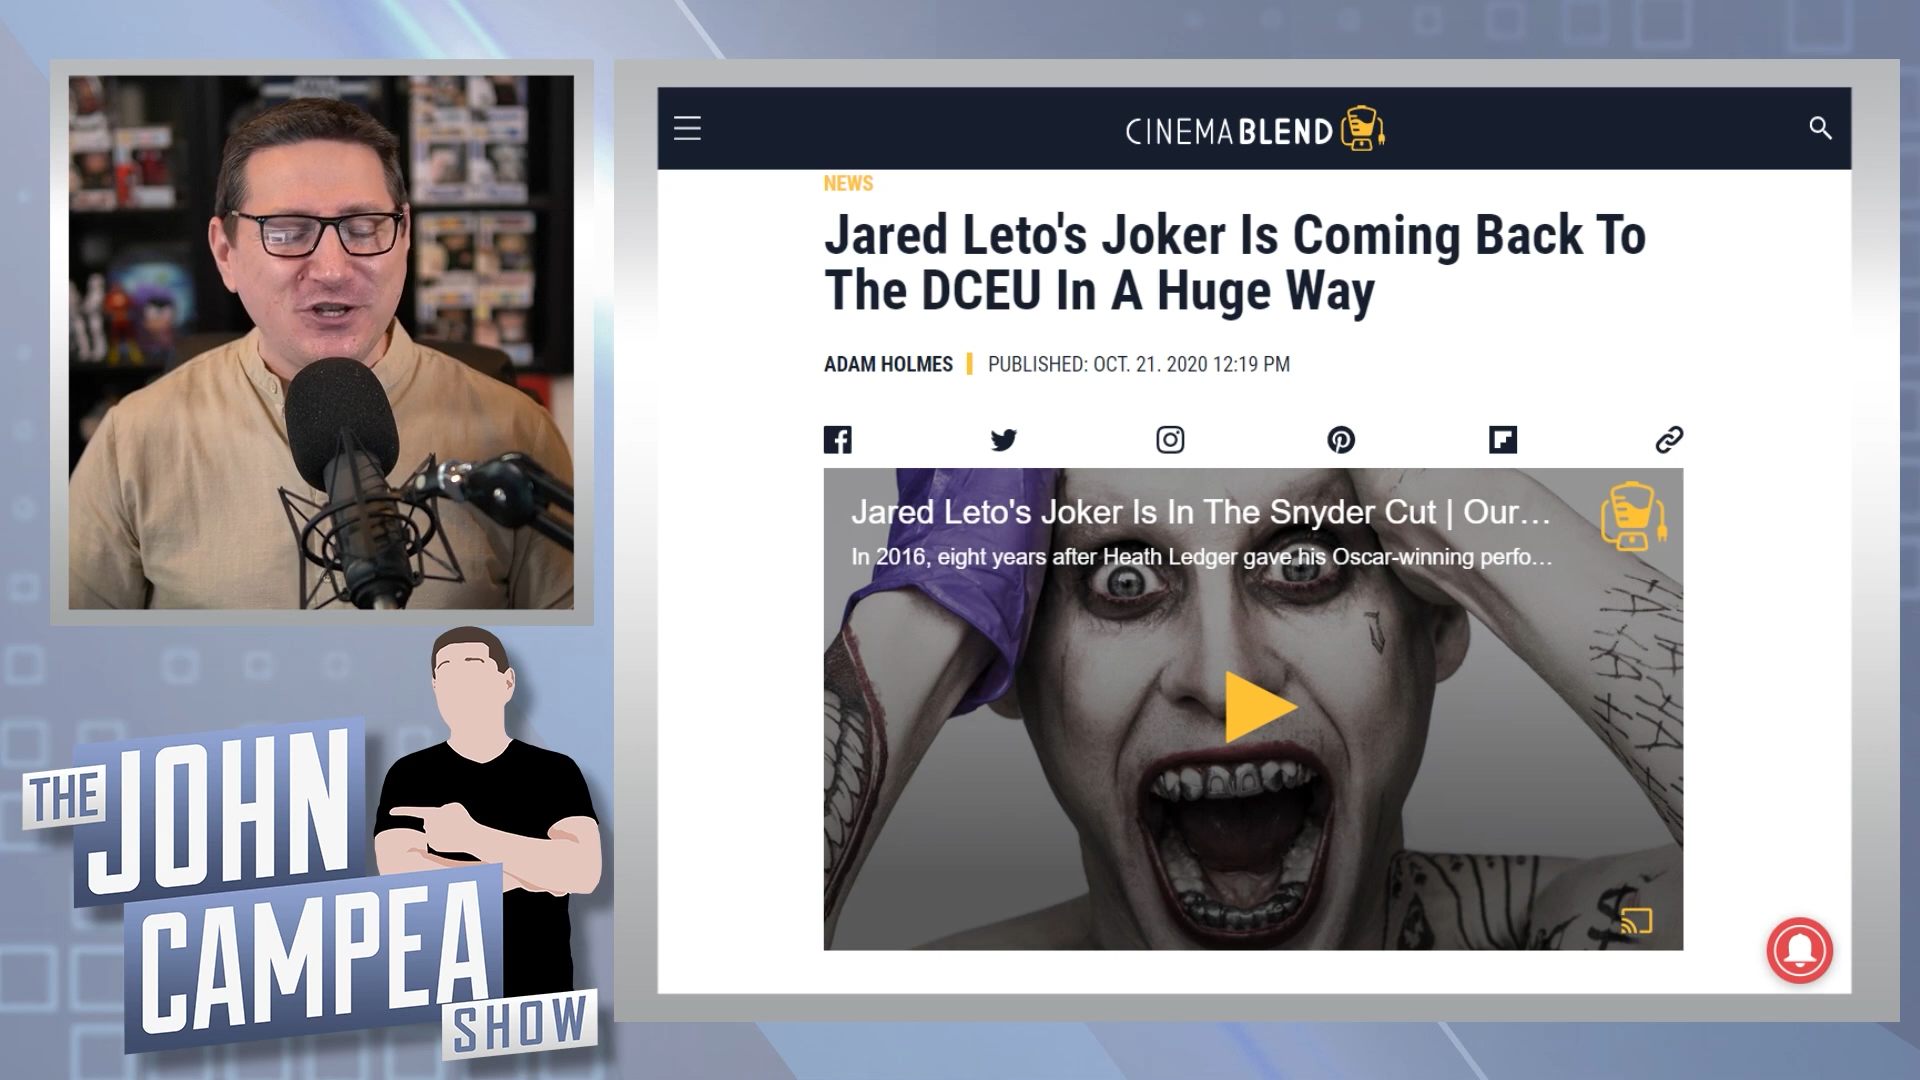 CINEMABLEND
NEWS
Jared Leto's Joker Is Coming Back To
The DCEU In A Huge Way
ADAM HOLMES
PUBLISHED: OCT. 21. 2020 12:19 PM
Jared Leto's Joker Is In The Snyder Cut | Our...
In 2016, eight years after Heath Ledger gave his Oscar-winning perfo...
THE
JOHN
CAMPEA
SHOW